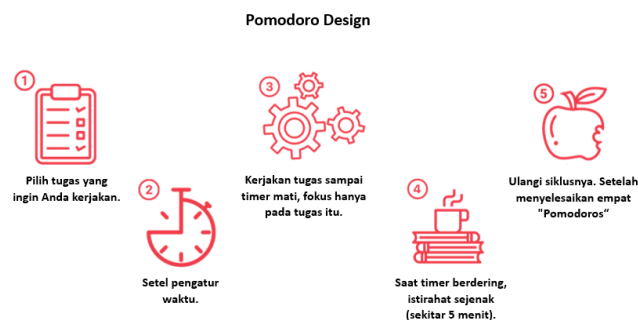 Pomodoro Design
1
Pilih tugas yang
ingin Anda kerjakan.
2
Setel pengatur
waktu.
3
Kerjakan tugas sampai
timer mati, fokus hanya
pada tugas itu.
4
Saat timer berdering,
istirahat sejenak
(sekitar 5 menit).
5
Ulangi siklusnya. Setelah
menyelesaikan empat
"Pomodoros”